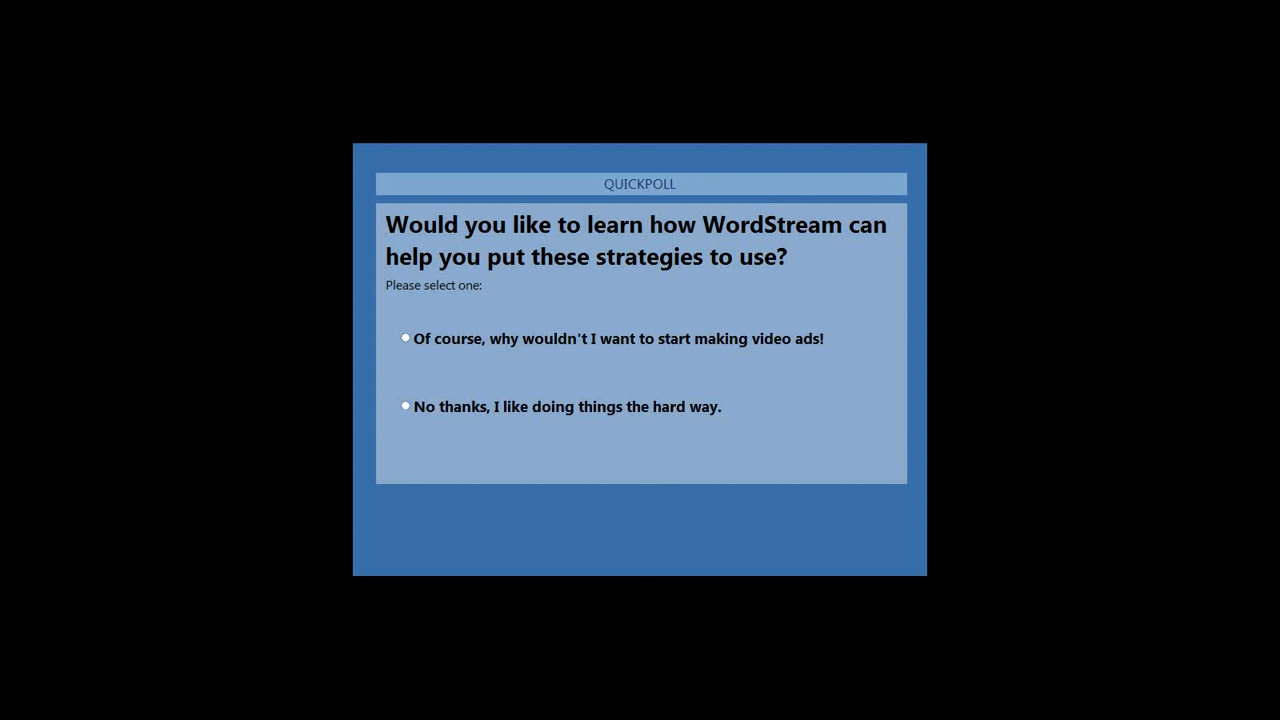 QUICKPOLL
Would you like to learn how WordStream can
help you put these strategies to use?
Please select one:
Of course, why wouldn't I want to start making video ads!
No thanks, I like doing things the hard way.